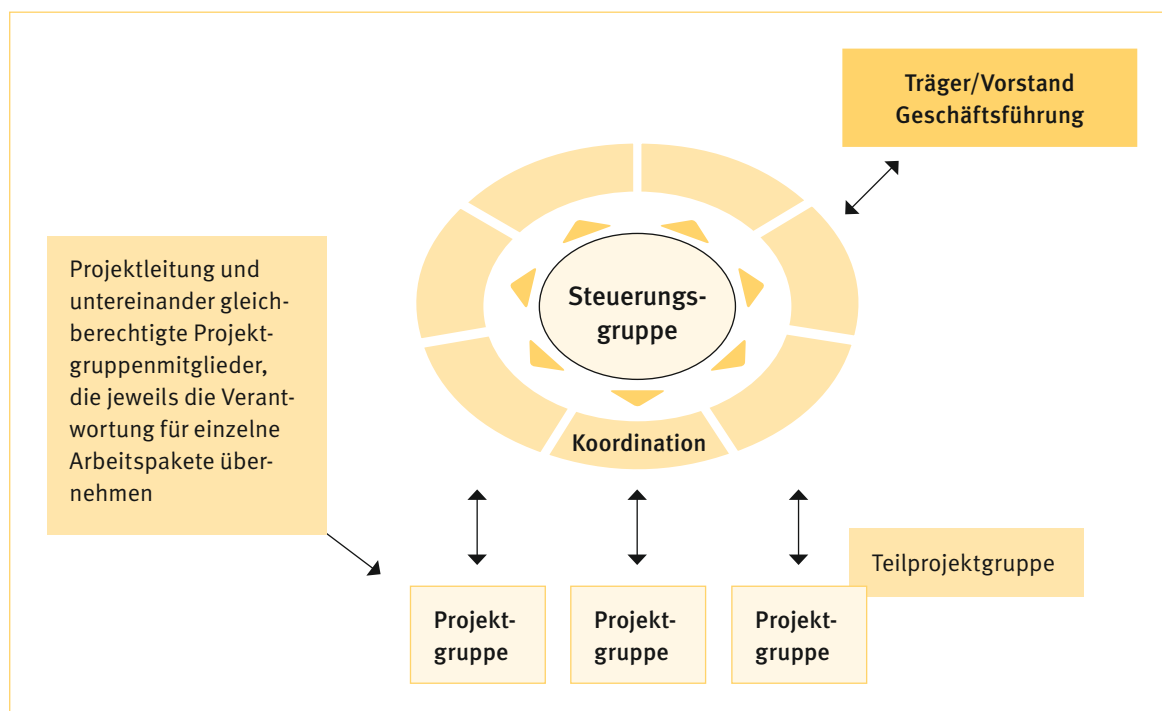 Träger/Vorstand
Geschäftsführung
Projektleitung und
untereinander gleich-
berechtigte Projekt-
gruppenmitglieder,
die jeweils die Verant-
wortung für einzelne
Arbeitspakete über-
nehmen
Steuerungs-
gruppe
Koordination
Teilprojektgruppe
Projekt-
gruppe
Projekt-
gruppe
Projekt-
gruppe